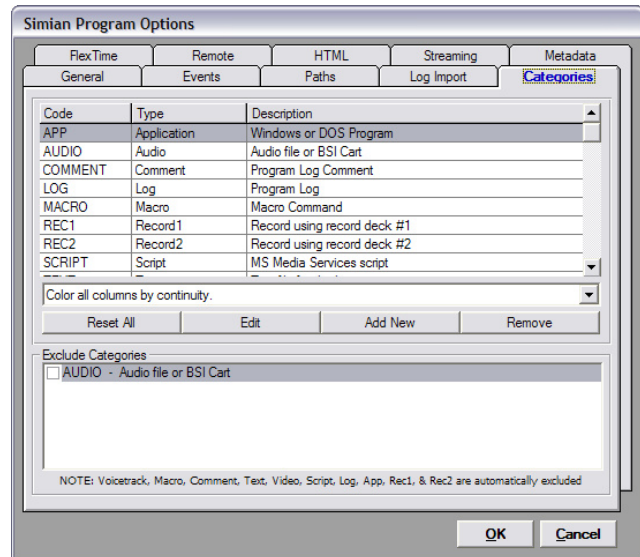 Simian Program Options
FlexTime Remote HTML Streaming Metadata
General Events Paths Log Import Categories
Code Type Description
APP Application Windows or DOS Program
AUDIO Audio Audio file or BSI Cart
COMMENT Comment Program Log Comment
LOG Log Program Log
MACRO Macro Macro Command
REC1 Record1 Record using record deck #1
REC2 Record2 Record using record deck #2
SCRIPT Script MS Media Services script
Color all columns by continuity.
Reset All Edit Add New Remove
Exclude Categories
AUDIO - Audio file or BSI Cart
NOTE: Voicetrack, Macro, Comment, Text, Video, Script, Log, App, Rec1, & Rec2 are automatically excluded
OK Cancel